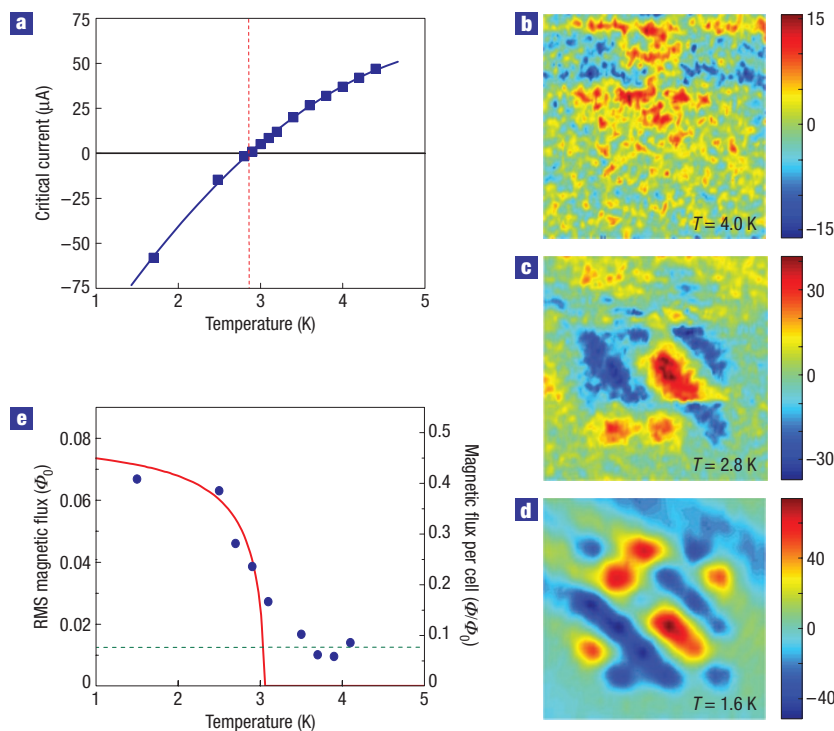 a
75
50
25
0
−25
−50
−75
Critical current (μA)
1
2
3
4
5
Temperature (K)
b
15
0
−15
T = 4.0 K
c
30
0
−30
T = 2.8 K
e
0.08
0.06
0.04
0.02
0
RMS magnetic flux (Φ0)
0.5
0.4
0.3
0.2
0.1
0
Magnetic flux per cell (Φ/Φ0)
1
2
3
4
5
Temperature (K)
d
40
0
−40
T = 1.6 K